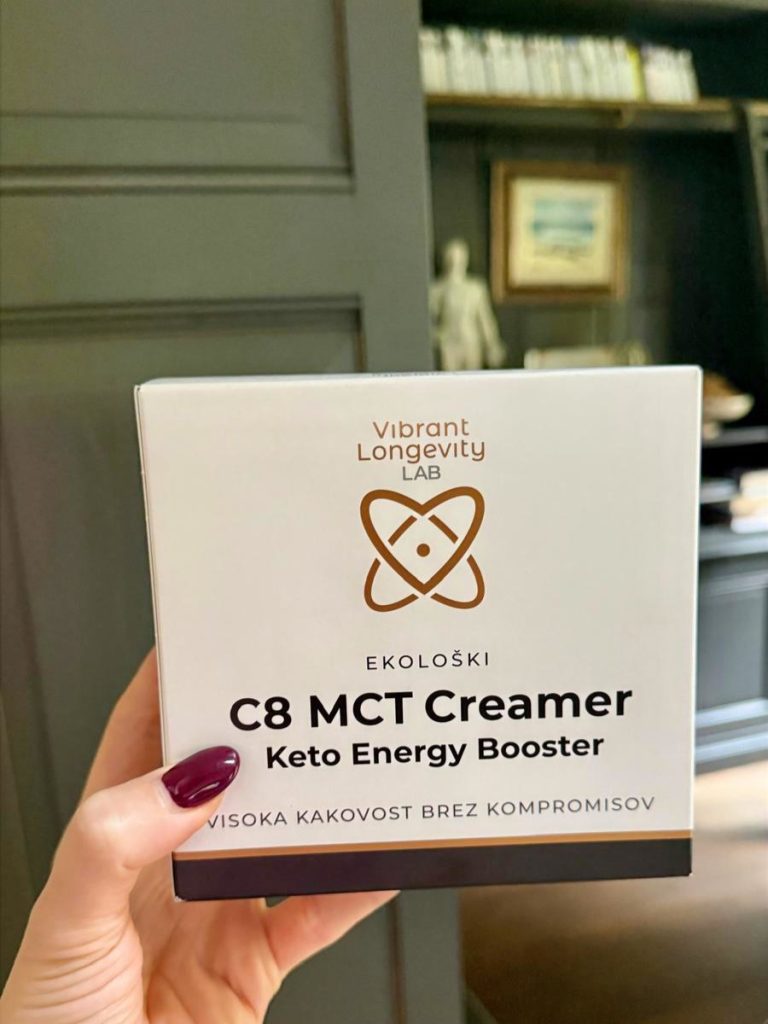 Vibrant
Longevity
LAB
EKOLOŠKI
C8 MCT Creamer
Keto Energy Booster
VISOKA KAKOVOST BREZ KOMPROMISOV